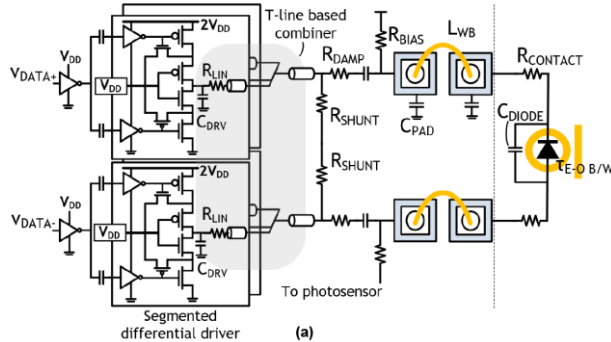 2VDD
T-line based
combiner
VDD
VDATA+
VDD
RLIN
CDRV
RDAMP
RBIAS
LWB
RCONTACT
RSHUNT
CPAD
CDIODE
τE-O B/W
RSHUNT
2VDD
VDD
VDATA-
VDD
RLIN
CDRV
To photosensor
Segmented
differential driver
(a)